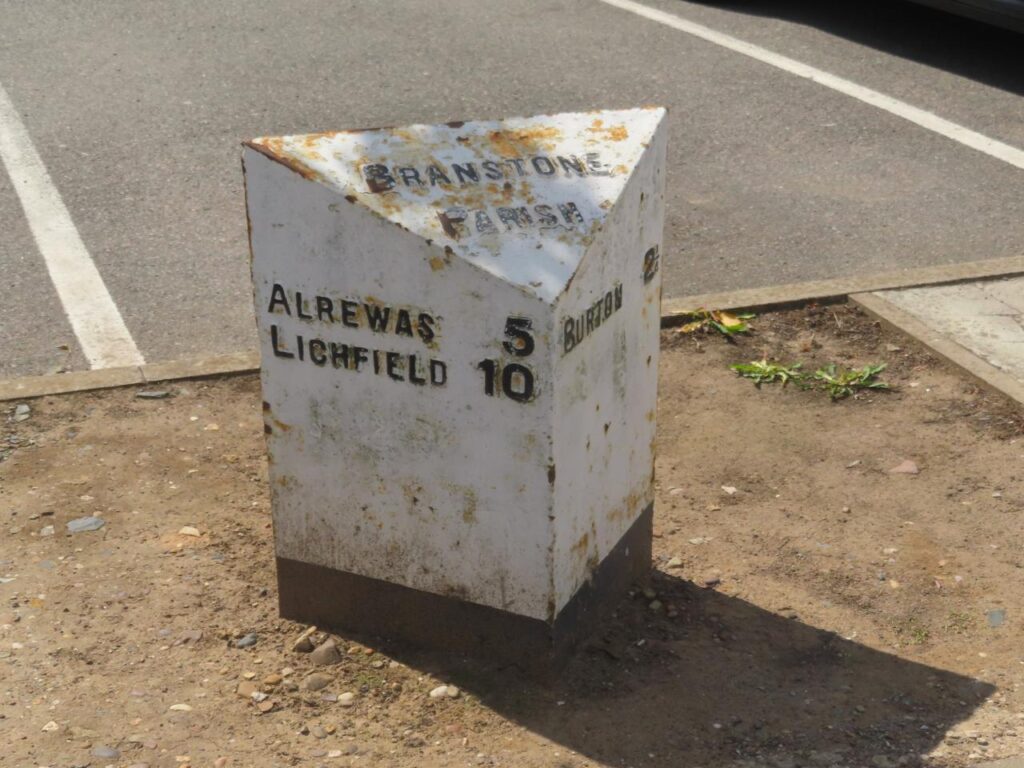 BRANSTONE
PARISH
ALREWAS 5
LICHFIELD 10
BURTON 2